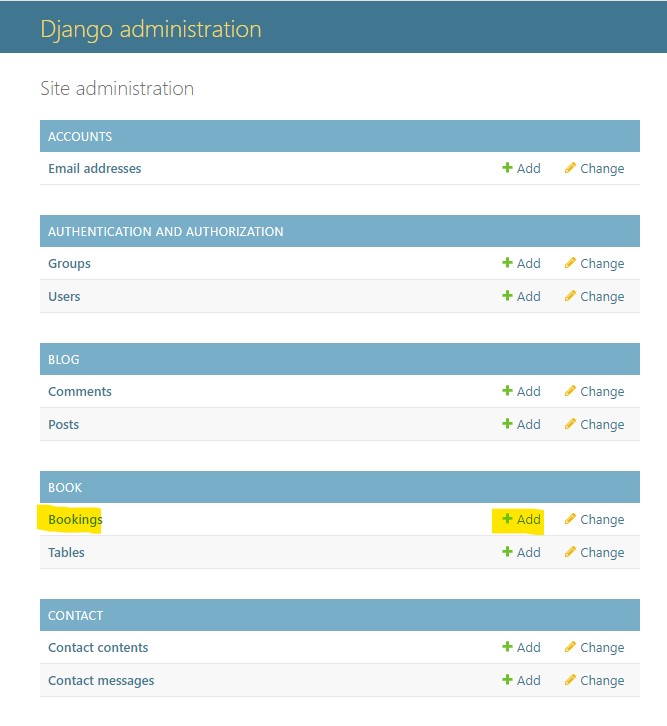 Django administration
Site administration
ACCOUNTS
Email addresses Add Change
AUTHENTICATION AND AUTHORIZATION
Groups Add Change
Users Add Change
BLOG
Comments Add Change
Posts Add Change
BOOK
Bookings Add Change
Tables Add Change
CONTACT
Contact contents Add Change
Contact messages Add Change